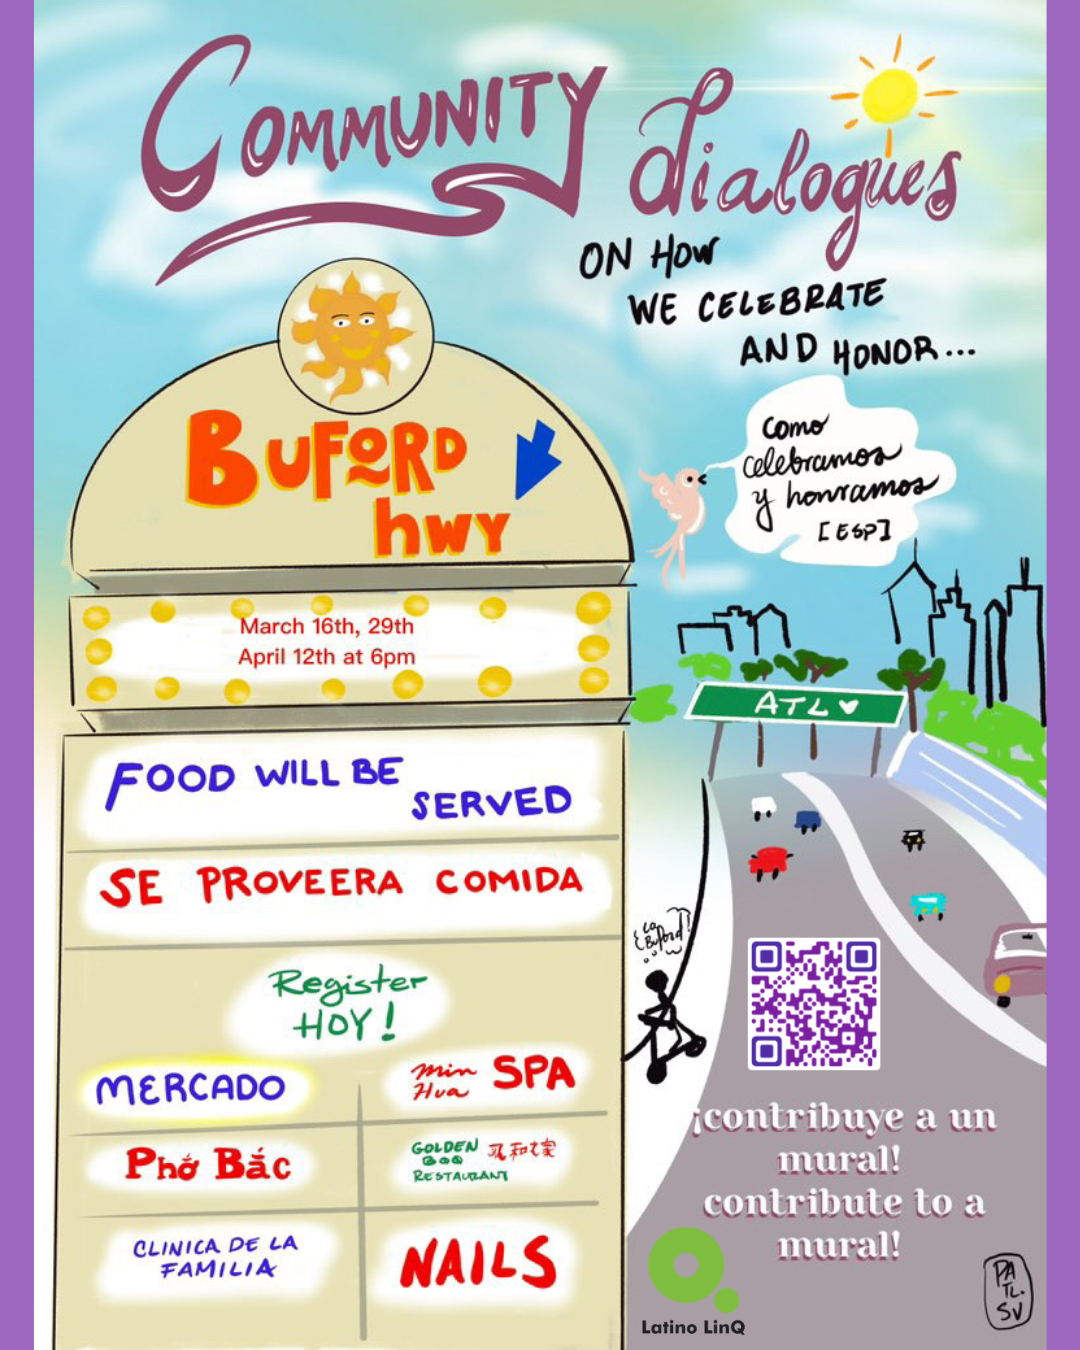 COMMUNITY dialogues
ON HOW
WE CELEBRATE
AND HONOR...
Como
celebramos
y honramos
[ESP]
BUFORD
hWY
March 16th, 29th
April 12th at 6pm
ATL
FOOD WILL BE
SERVED
SE PROVEERA COMIDA
Register
HOY!
La
Buford!
MERCADO
Min
Hua SPA
Phở Bắc
GOLDEN
BBQ
RESTAURANT
CLINICA DE LA
FAMILIA
NAILS
¡contribuye a un
mural!
contribute to a
mural!
Latino LinQ
PA
TL.
SV